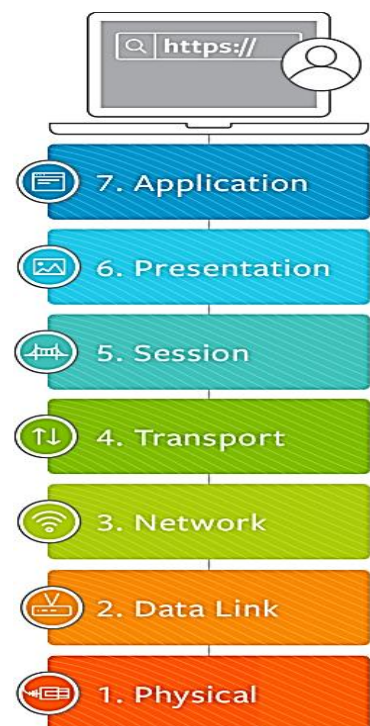 https://
7. Application
6. Presentation
5. Session
4. Transport
3. Network
2. Data Link
1. Physical